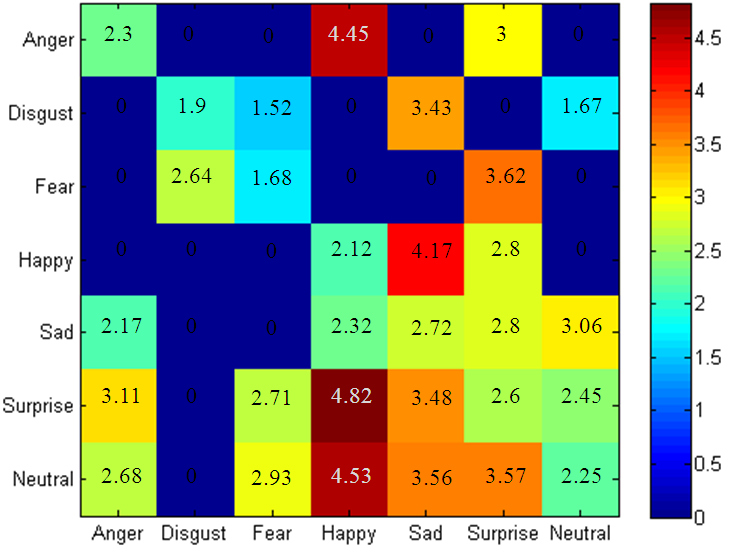 Anger 2.3 0 0 4.45 0 3 0
Disgust 0 1.9 1.52 0 3.43 0 1.67
Fear 0 2.64 1.68 0 0 3.62 0
Happy 0 0 0 2.12 4.17 2.8 0
Sad 2.17 0 0 2.32 2.72 2.8 3.06
Surprise 3.11 0 2.71 4.82 3.48 2.6 2.45
Neutral 2.68 0 2.93 4.53 3.56 3.57 2.25
Anger Disgust Fear Happy Sad Surprise Neutral
4.5
4
3.5
3
2.5
2
1.5
1
0.5
0